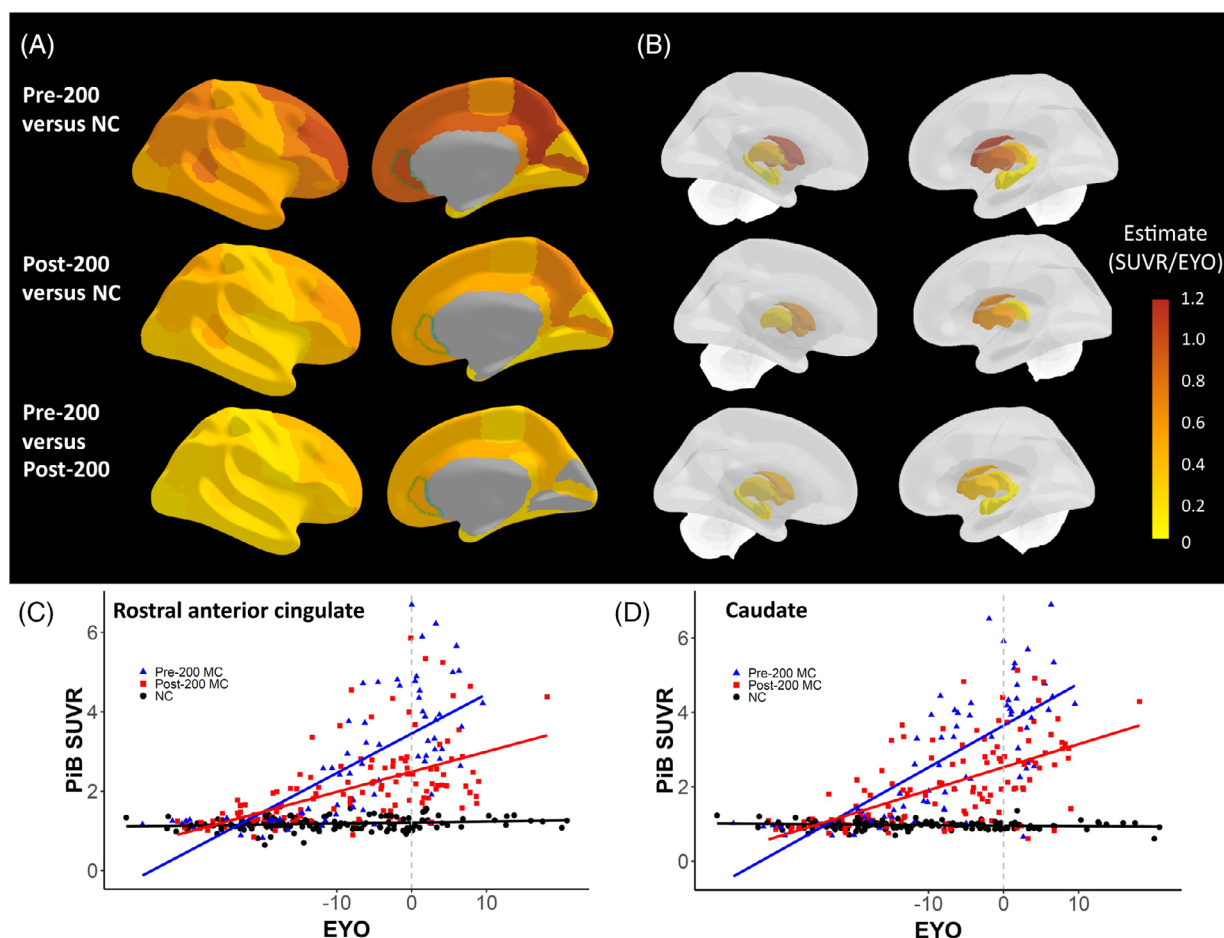 (A)
(B)
Pre-200
versus NC
Post-200
versus NC
Pre-200
versus
Post-200
Estimate
(SUVR/EYO)
1.2
1.0
0.8
0.6
0.4
0.2
0
(C)
Rostral anterior cingulate
Pre-200 MC
Post-200 MC
NC
PiB SUVR
6
4
2
0
-10
0
10
EYO
(D)
Caudate
Pre-200 MC
Post-200 MC
NC
PiB SUVR
6
4
2
0
-10
0
10
EYO